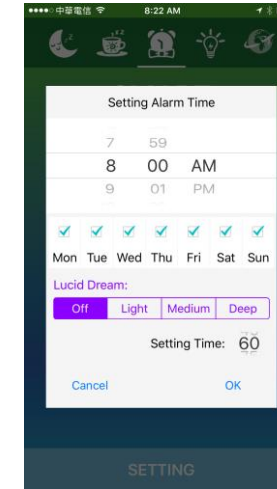 中華電信 8:22 AM
Setting Alarm Time
7 59
8 00 AM
9 01 PM
Mon Tue Wed Thu Fri Sat Sun
Lucid Dream:
Off Light Medium Deep
Setting Time: 60
Cancel OK
SETTING